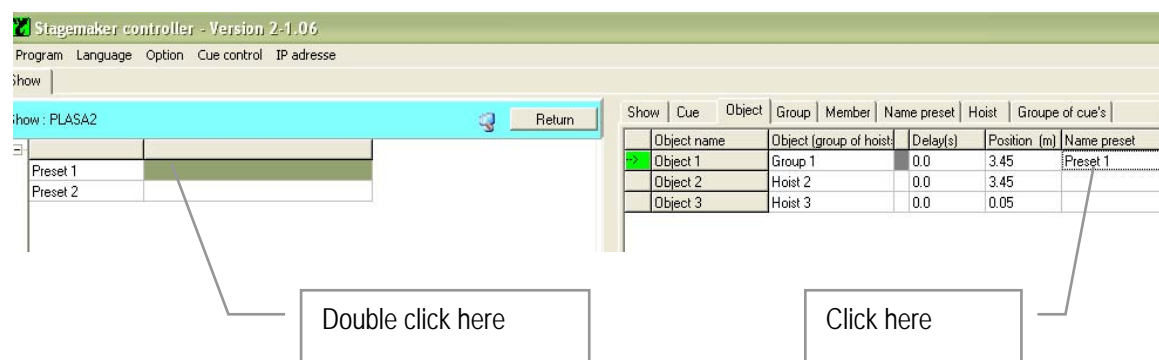 Stagemaker controller - Version 2-1.06
Program Language Option Cue control IP adresse
Show
Show : PLASA2 Return
Preset 1
Preset 2
Show Cue Object Group Member Name preset Hoist Groupe of cue's
Object name Object (group of hoists Delay(s) Position (m) Name preset
-> Object 1 Group 1 0.0 3.45 Preset 1
Object 2 Hoist 2 0.0 3.45
Object 3 Hoist 3 0.0 0.05
Double click here
Click here